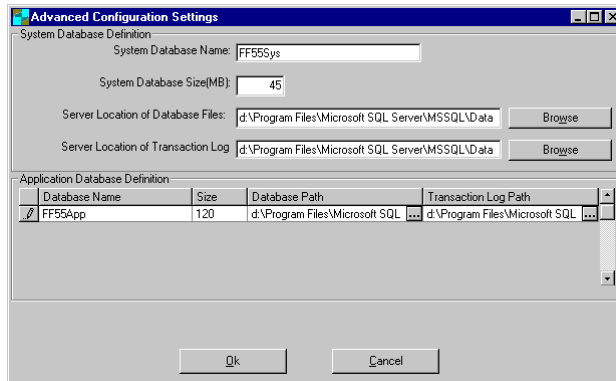 Advanced Configuration Settings
System Database Definition
System Database Name: FF55Sys
System Database Size(MB): 45
Server Location of Database Files: d:\Program Files\Microsoft SQL Server\MSSQL\Data Browse
Server Location of Transaction Log d:\Program Files\Microsoft SQL Server\MSSQL\Data Browse
Application Database Definition
Database Name Size Database Path Transaction Log Path
FF55App 120 d:\Program Files\Microsoft SQL ... d:\Program Files\Microsoft SQL ...
Ok Cancel